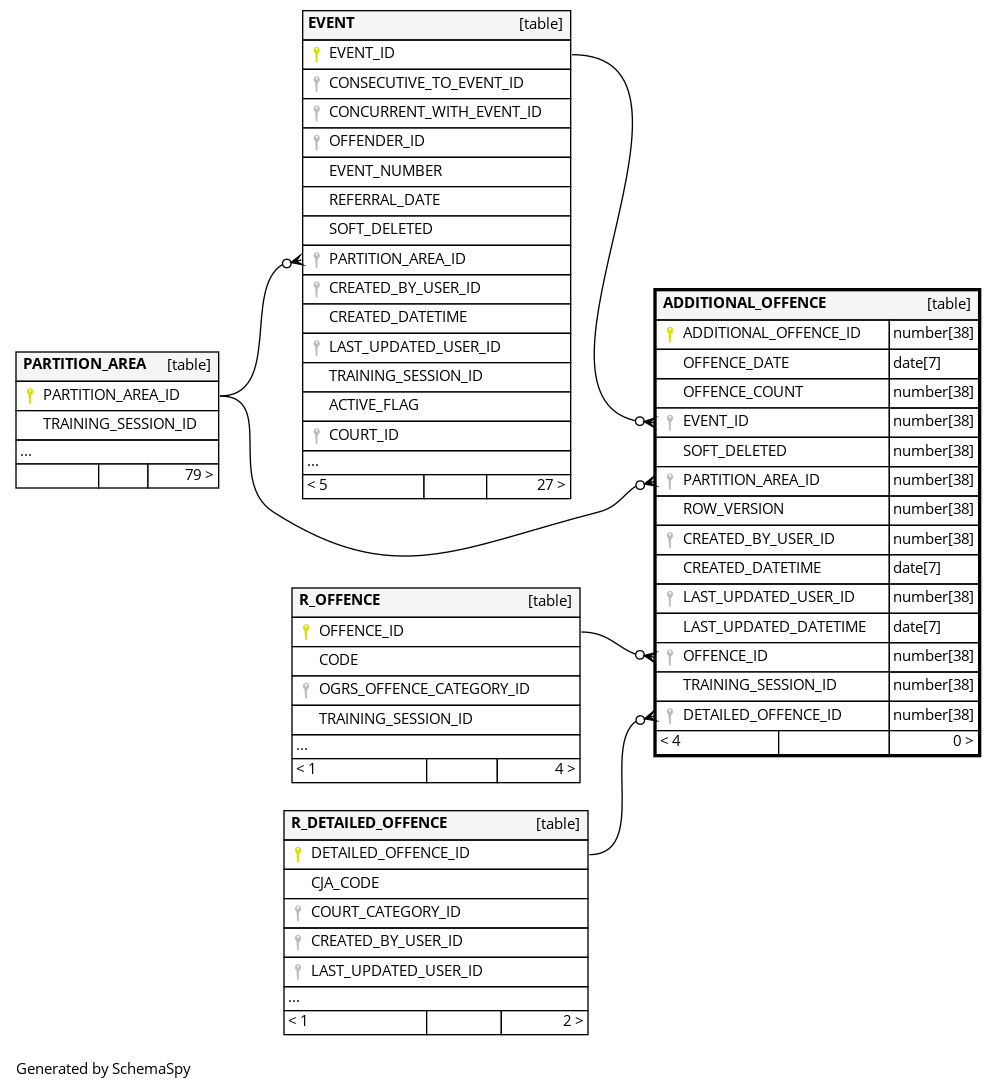 EVENT [table]
EVENT_ID
CONSECUTIVE_TO_EVENT_ID
CONCURRENT_WITH_EVENT_ID
OFFENDER_ID
EVENT_NUMBER
REFERRAL_DATE
SOFT_DELETED
PARTITION_AREA_ID
CREATED_BY_USER_ID
CREATED_DATETIME
LAST_UPDATED_USER_ID
TRAINING_SESSION_ID
ACTIVE_FLAG
COURT_ID
...
< 5 27 >
ADDITIONAL_OFFENCE [table]
ADDITIONAL_OFFENCE_ID number[38]
OFFENCE_DATE date[7]
OFFENCE_COUNT number[38]
EVENT_ID number[38]
SOFT_DELETED number[38]
PARTITION_AREA_ID number[38]
ROW_VERSION number[38]
CREATED_BY_USER_ID number[38]
CREATED_DATETIME date[7]
LAST_UPDATED_USER_ID number[38]
LAST_UPDATED_DATETIME date[7]
OFFENCE_ID number[38]
TRAINING_SESSION_ID number[38]
DETAILED_OFFENCE_ID number[38]
< 4 0 >
PARTITION_AREA [table]
PARTITION_AREA_ID
TRAINING_SESSION_ID
...
79 >
R_OFFENCE [table]
OFFENCE_ID
CODE
OGRS_OFFENCE_CATEGORY_ID
TRAINING_SESSION_ID
...
< 1 4 >
R_DETAILED_OFFENCE [table]
DETAILED_OFFENCE_ID
CJA_CODE
COURT_CATEGORY_ID
CREATED_BY_USER_ID
LAST_UPDATED_USER_ID
...
< 1 2 >
Generated by SchemaSpy